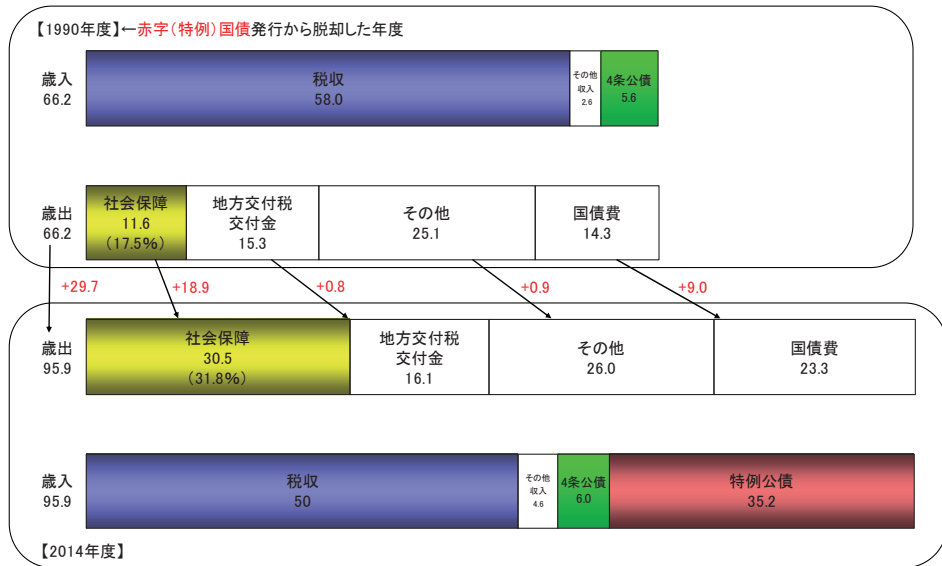 【1990年度】←赤字(特例)国債発行から脱却した年度
歳入
66.2
税収
58.0
その他
収入
2.6
4条公債
5.6
歳出
66.2
社会保障
11.6
(17.5%)
地方交付税
交付金
15.3
その他
25.1
国債費
14.3
+29.7
+18.9
+0.8
+0.9
+9.0
歳出
95.9
社会保障
30.5
(31.8%)
地方交付税
交付金
16.1
その他
26.0
国債費
23.3
歳入
95.9
税収
50
その他
収入
4.6
4条公債
6.0
特例公債
35.2
【2014年度】